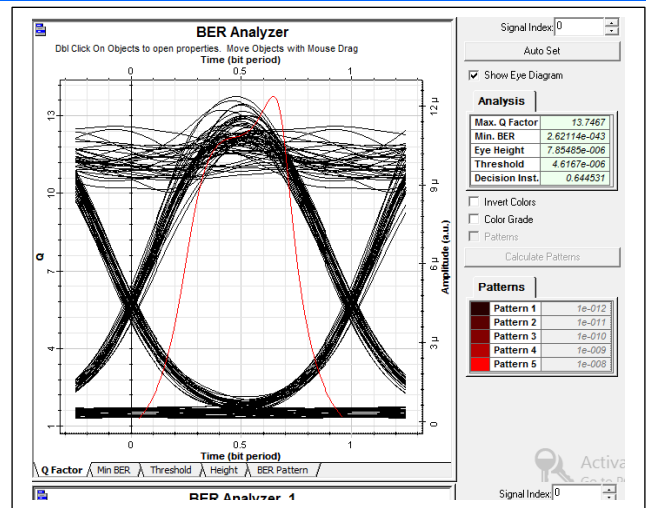 BER Analyzer
Dbl Click On Objects to open properties. Move Objects with Mouse Drag
Time (bit period)
0 0.5 1
Q
1 4 7 10 13
Amplitude (a.u.)
0 3 µ 6 µ 9 µ 12 µ
0 0.5 1
Time (bit period)
Q Factor Min BER Threshold Height BER Pattern
Signal Index: 0
Auto Set
Show Eye Diagram
Analysis
Max. Q Factor 13.7467
Min. BER 2.62114e-043
Eye Height 7.85485e-006
Threshold 4.6167e-006
Decision Inst. 0.644531
Invert Colors
Color Grade
Patterns
Calculate Patterns
Patterns
Pattern 1 1e-012
Pattern 2 1e-011
Pattern 3 1e-010
Pattern 4 1e-009
Pattern 5 1e-008
Activa
BER Analyzer 1
Signal Index: 0